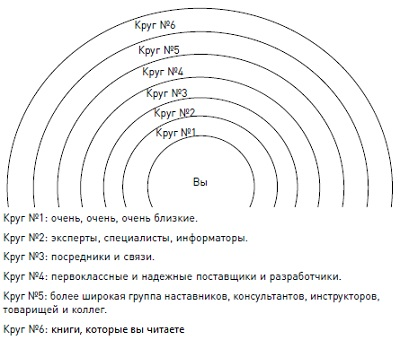 Круг №6
Круг №5
Круг №4
Круг №3
Круг №2
Круг №1
Вы
Круг №1: очень, очень, очень близкие.
Круг №2: эксперты, специалисты, информаторы.
Круг №3: посредники и связи.
Круг №4: первоклассные и надежные поставщики и разработчики.
Круг №5: более широкая группа наставников, консультантов, инструкторов,
товарищей и коллег.
Круг №6: книги, которые вы читаете